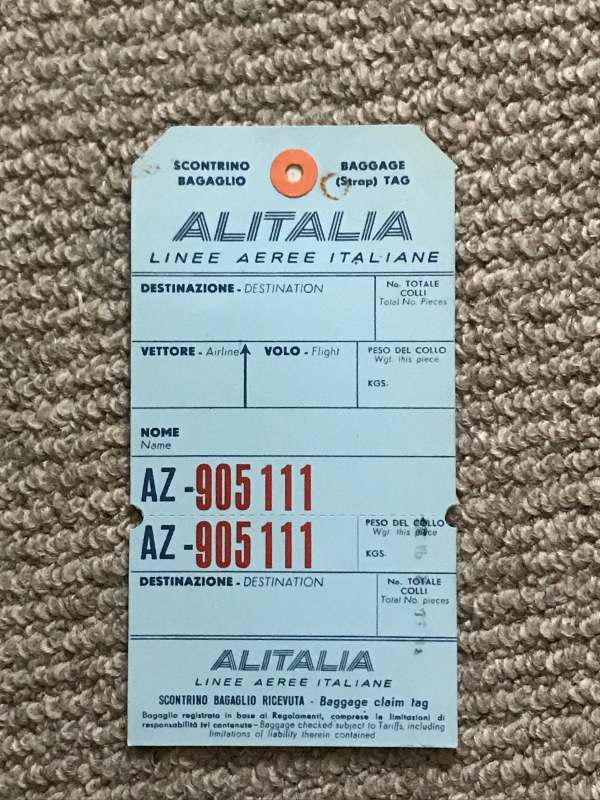 SCONTRINO BAGAGLIO
BAGGAGE (Strap) TAG
ALITALIA
LINEE AEREE ITALIANE
DESTINAZIONE - DESTINATION
No. TOTALE
COLLI
Total No. Pieces
VETTORE - Airline
VOLO - Flight
PESO DEL COLLO
Wgt. this piece
KGS.
NOME
Name
AZ - 905111
AZ - 905111
PESO DEL COLLO
Wgt. this piece
KGS.
DESTINAZIONE - DESTINATION
No. TOTALE
COLLI
Total No. pieces
ALITALIA
LINEE AEREE ITALIANE
SCONTRINO BAGAGLIO RICEVUTA - Baggage claim tag
Bagaglio registrato in base ai Regolamenti, comprese le limitazioni di
responsabilità ivi contenute - Baggage checked subject to Tariffs, including
limitations of liability therein contained